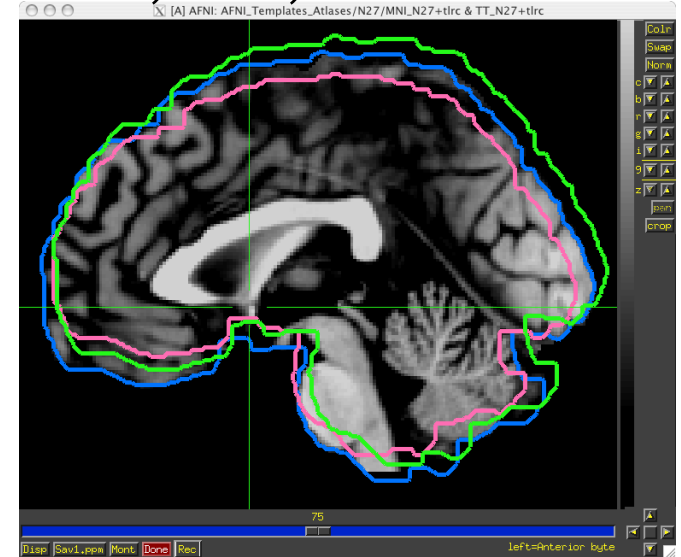 [A] AFNI: AFNI_Templates_Atlases/N27/MNI_N27+tlrc & TT_N27+tlrc
Colr
Swap
Norm
c
b
r
g
i
9
z
pan
crop
75
Disp Sav1.ppm Mont Done Rec
left=Anterior byte